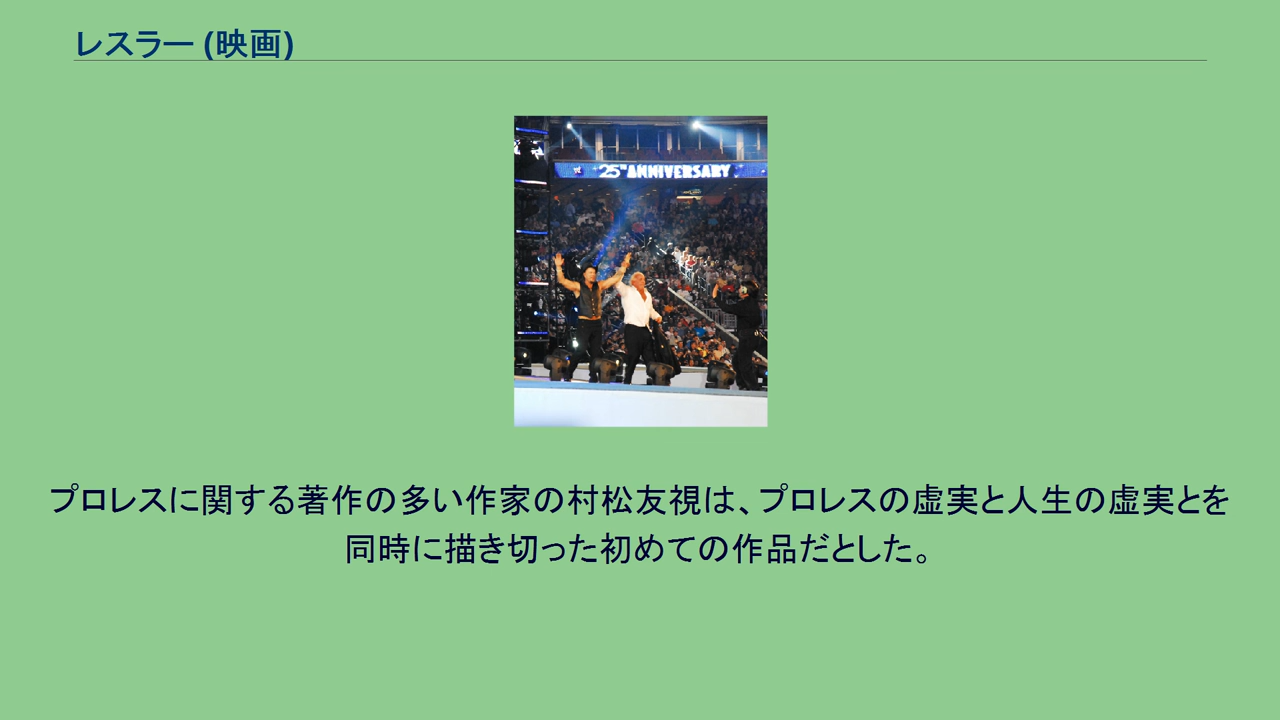 レスラー (映画)
25th ANNIVERSARY
プロレスに関する著作の多い作家の村松友視は、プロレスの虚実と人生の虚実とを
同時に描き切った初めての作品だとした。